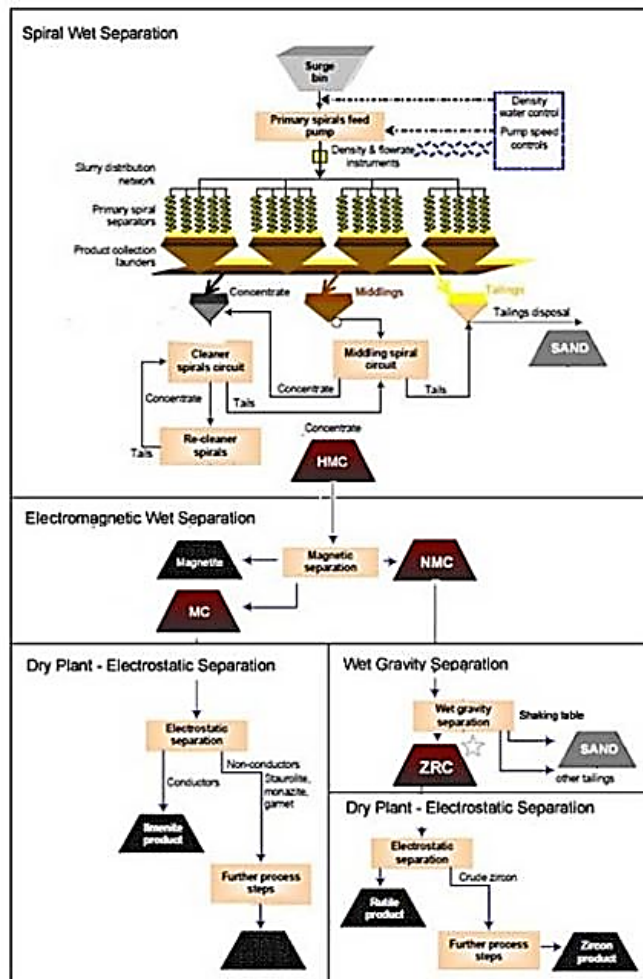 Spiral Wet Separation
Surge
bin
Density
water control
Primary spirals feed
pump
Pump speed
controls
Density & flowrate
instruments
Slurry distribution
network
Primary spiral
separators
Product collection
launders
Concentrate
Middlings
Tailings
Tailings disposal
SAND
Cleaner
spirals circuit
Middling spiral
circuit
Concentrate
Concentrate
Tails
Tails
Tails
Re-cleaner
spirals
Concentrate
HMC
Electromagnetic Wet Separation
Magnetite
Magnetic
separation
NMC
MC
Dry Plant - Electrostatic Separation
Electrostatic
separation
Non-conductors
Staurolite,
monazite,
garnet
Conductors
Ilmenite
product
Further process
steps
Wet Gravity Separation
Wet gravity
separation
Shaking table
SAND
other tailings
ZRC
Dry Plant - Electrostatic Separation
Electrostatic
separation
Crude zircon
Rutile
product
Further process
steps
Zircon
product